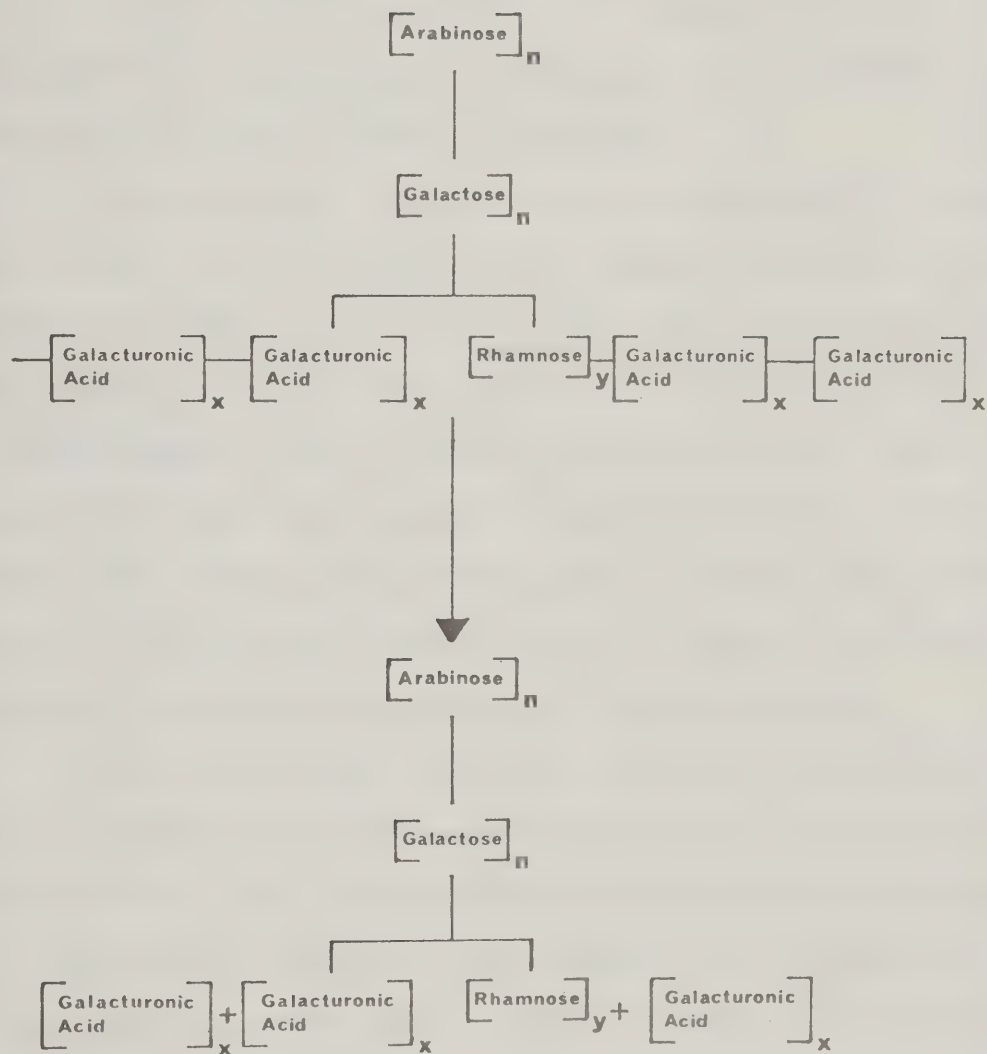 [Arabinose]n
[Galactose]n
[Galacturonic Acid]x [Galacturonic Acid]x [Rhamnose]y [Galacturonic Acid]x [Galacturonic Acid]x
[Arabinose]n
[Galactose]n
[Galacturonic Acid]x + [Galacturonic Acid]x [Rhamnose]y + [Galacturonic Acid]x